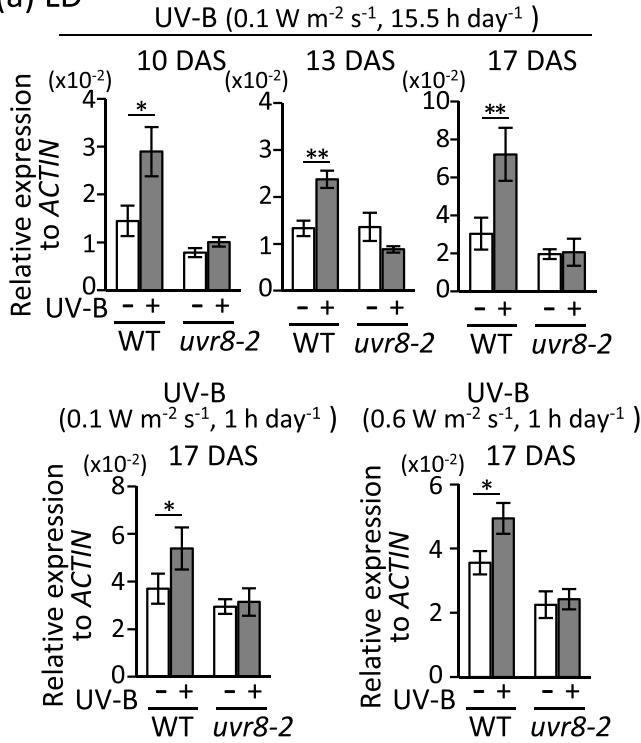 (a) LD
UV-B (0.1 W m⁻² s⁻¹, 15.5 h day⁻¹ )
10 DAS 13 DAS 17 DAS
(x10⁻²) (x10⁻²) (x10⁻²)
Relative expression
to ACTIN
4 3 2 1 0
*
4 3 2 1 0
**
10 8 6 4 2 0
**
UV-B - + - + - + - + - + - +
WT uvr8-2 WT uvr8-2 WT uvr8-2
UV-B
(0.1 W m⁻² s⁻¹, 1 h day⁻¹ )
17 DAS
(x10⁻²)
Relative expression
to ACTIN
8 6 4 2 0
*
UV-B - + - +
WT uvr8-2
UV-B
(0.6 W m⁻² s⁻¹, 1 h day⁻¹ )
17 DAS
(x10⁻²)
Relative expression
to ACTIN
6 4 2 0
*
UV-B - + - +
WT uvr8-2